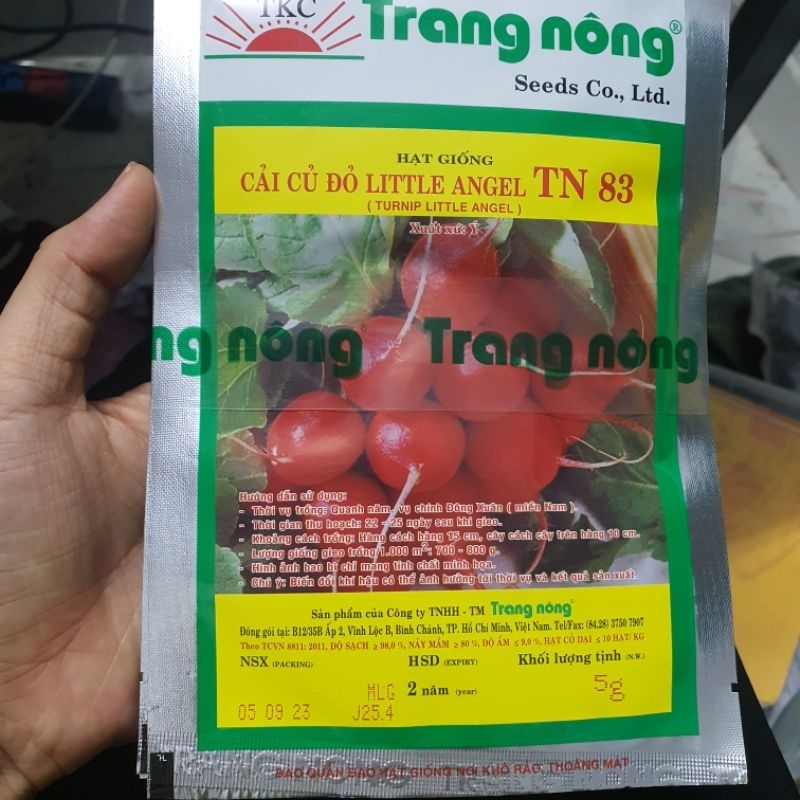 TKC
Trang nông®
Seeds Co., Ltd.
HẠT GIỐNG
CẢI CỦ ĐỎ LITTLE ANGEL TN 83
( TURNIP LITTLE ANGEL )
Xuất xứ: Ý
ng nông Trang nông
Hướng dẫn sử dụng:
- Thời vụ trồng: Quanh năm, vụ chính Đông Xuân ( miền Nam ).
- Thời gian thu hoạch: 22 - 25 ngày sau khi gieo.
- Khoảng cách trồng: Hàng cách hàng 15 cm, cây cách cây trên hàng 10 cm.
- Lượng giống gieo trồng/1.000 m²: 700 - 800 g.
- Hình ảnh bao bì chỉ mang tính chất minh họa.
- Chú ý: Biến đổi khí hậu có thể ảnh hưởng tới thời vụ và kết quả sản xuất.
Sản phẩm của Công ty TNHH - TM Trang nông®
Đóng gói tại: B12/35B Ấp 2, Vĩnh Lộc B, Bình Chánh, TP. Hồ Chí Minh, Việt Nam. Tel/Fax: (84.28) 3750 7907
Theo TCVN 8811: 2011, ĐỘ SẠCH ≥ 98,0 %, NẢY MẦM ≥ 80 %, ĐỘ ẨM ≤ 9,0 %, HẠT CỎ DẠI ≤ 10 HẠT/ KG
NSX (PACKING) HSD (EXPIRY) Khối lượng tịnh (N.W.)
MLG 2 năm (year) 5g
05 09 23 J25.4
BẢO QUẢN BAO HẠT GIỐNG NƠI KHÔ RÁO, THOÁNG MÁT